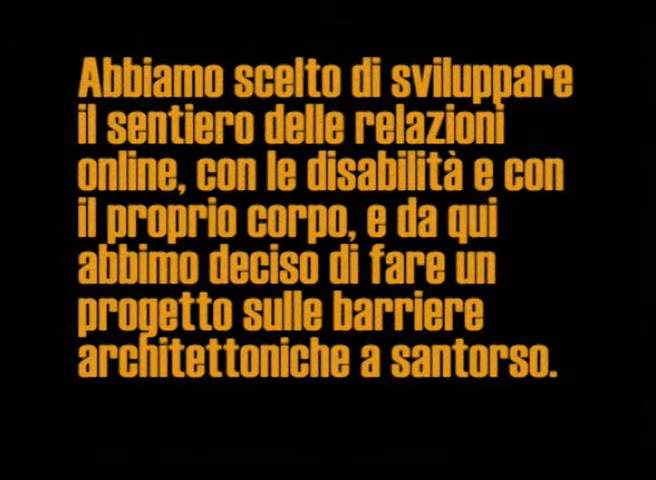 Abbiamo scelto di sviluppare
il sentiero delle relazioni
online, con le disabilità e con
il proprio corpo, e da qui
abbimo deciso di fare un
progetto sulle barriere
architettoniche a santorso.